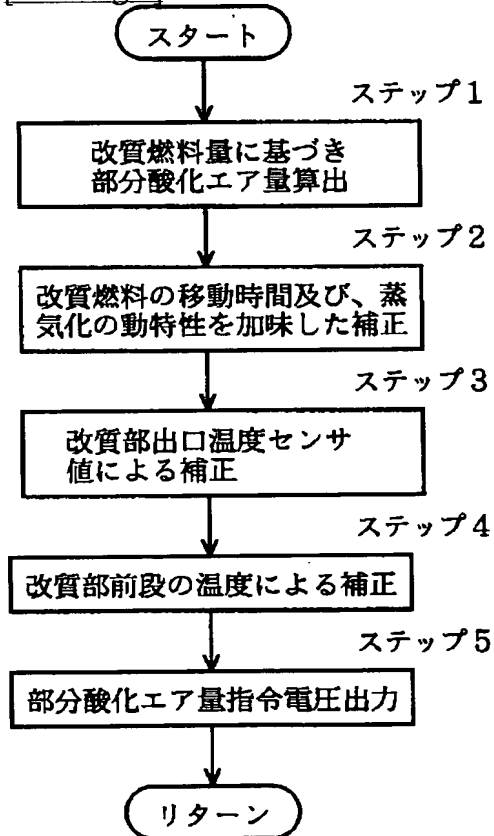 スタート
ステップ1
改質燃料量に基づき
部分酸化エア量算出
ステップ2
改質燃料の移動時間及び、蒸
気化の動特性を加味した補正
ステップ3
改質部出口温度センサ
値による補正
ステップ4
改質部前段の温度による補正
ステップ5
部分酸化エア量指令電圧出力
リターン